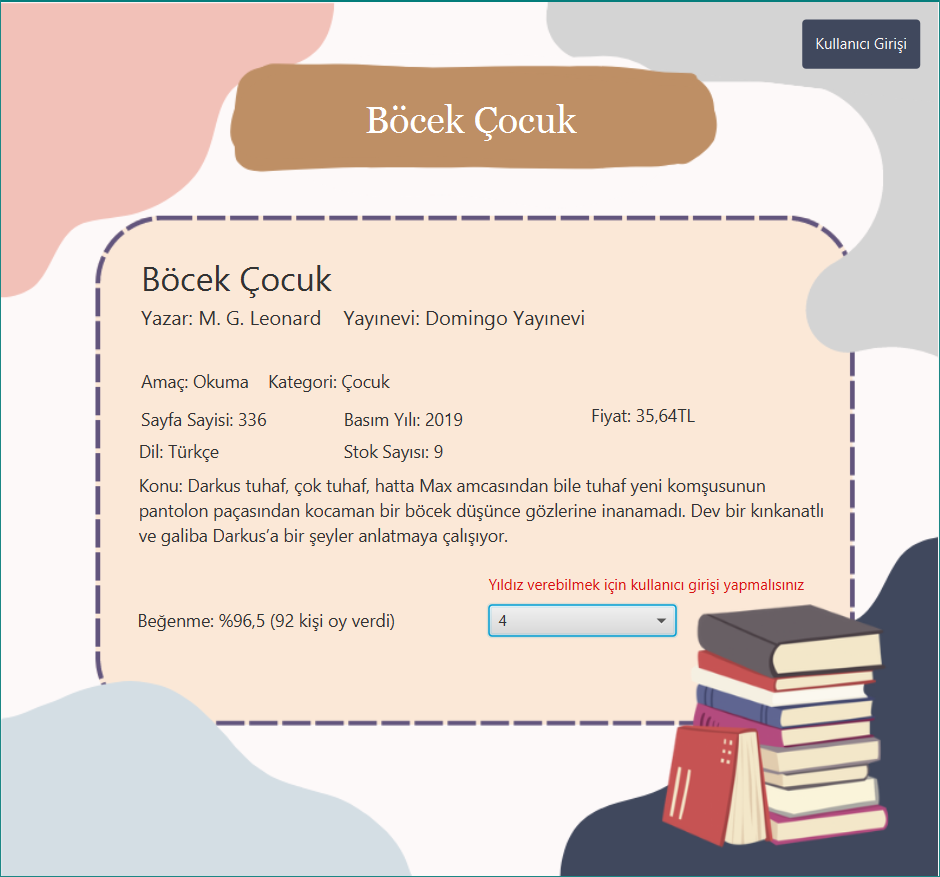 Kullanıcı Girişi
Böcek Çocuk
Böcek Çocuk
Yazar: M. G. Leonard Yayınevi: Domingo Yayınevi
Amaç: Okuma Kategori: Çocuk
Sayfa Sayisi: 336 Basım Yılı: 2019 Fiyat: 35,64TL
Dil: Türkçe Stok Sayısı: 9
Konu: Darkus tuhaf, çok tuhaf, hatta Max amcasından bile tuhaf yeni komşusunun
pantolon paçasından kocaman bir böcek düşünce gözlerine inanamadı. Dev bir kınkanatlı
ve galiba Darkus’a bir şeyler anlatmaya çalışıyor.
Yıldız verebilmek için kullanıcı girişi yapmalısınız
Beğenme: %96,5 (92 kişi oy verdi) 4